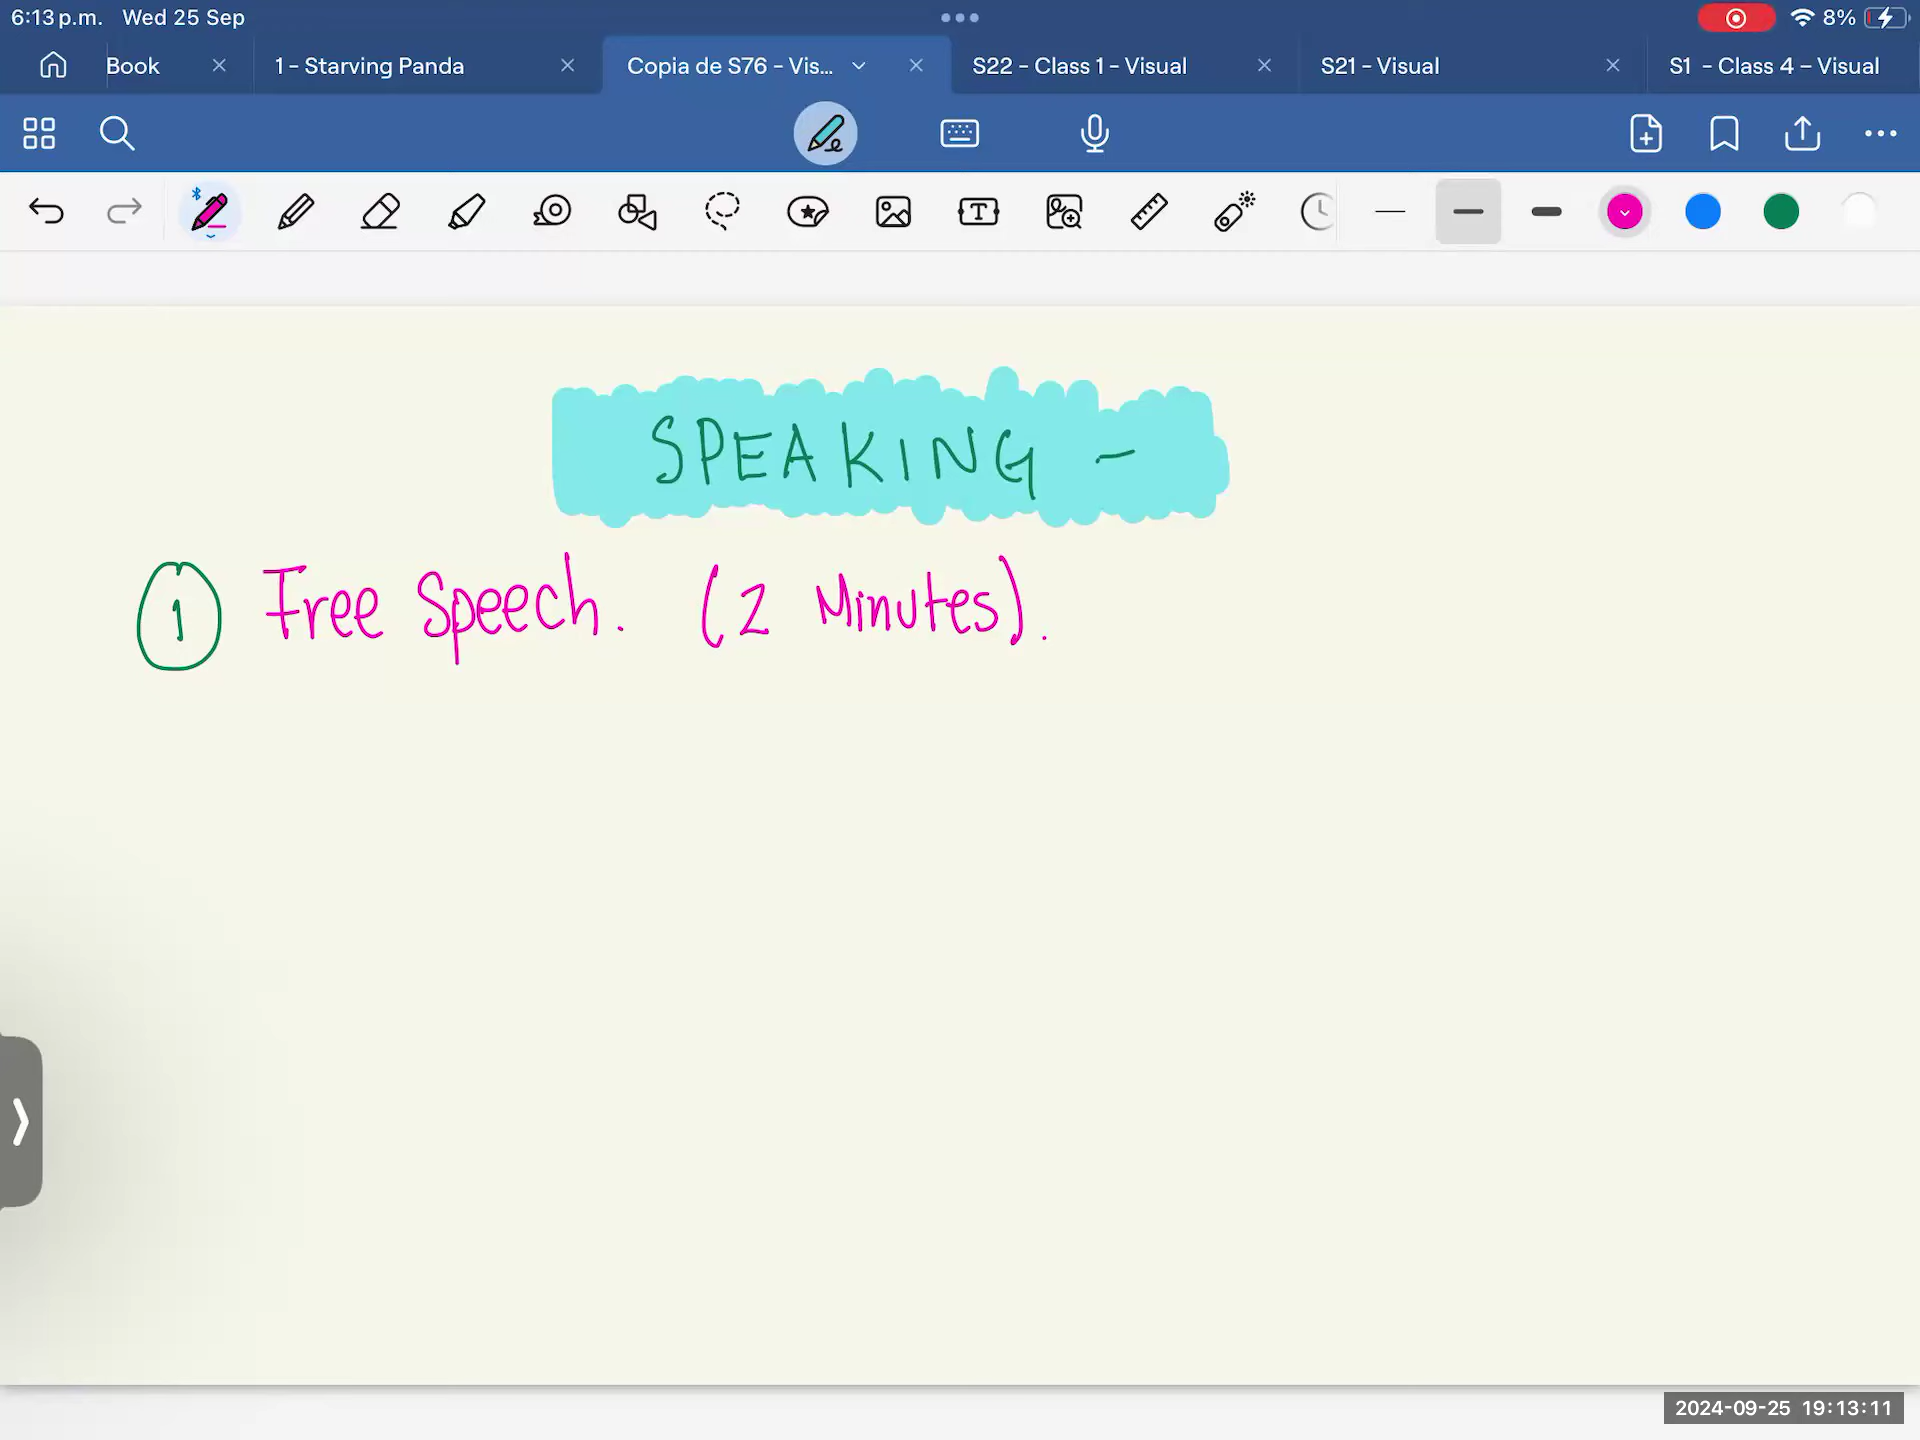 6:13 p.m. Wed 25 Sep
8%
Book
1 - Starving Panda
Copia de S76 - Vis...
S22 - Class 1 - Visual
S21 - Visual
S1 - Class 4 - Visual
SPEAKING -
1 Free Speech. (2 Minutes).
2024-09-25 19:13:11